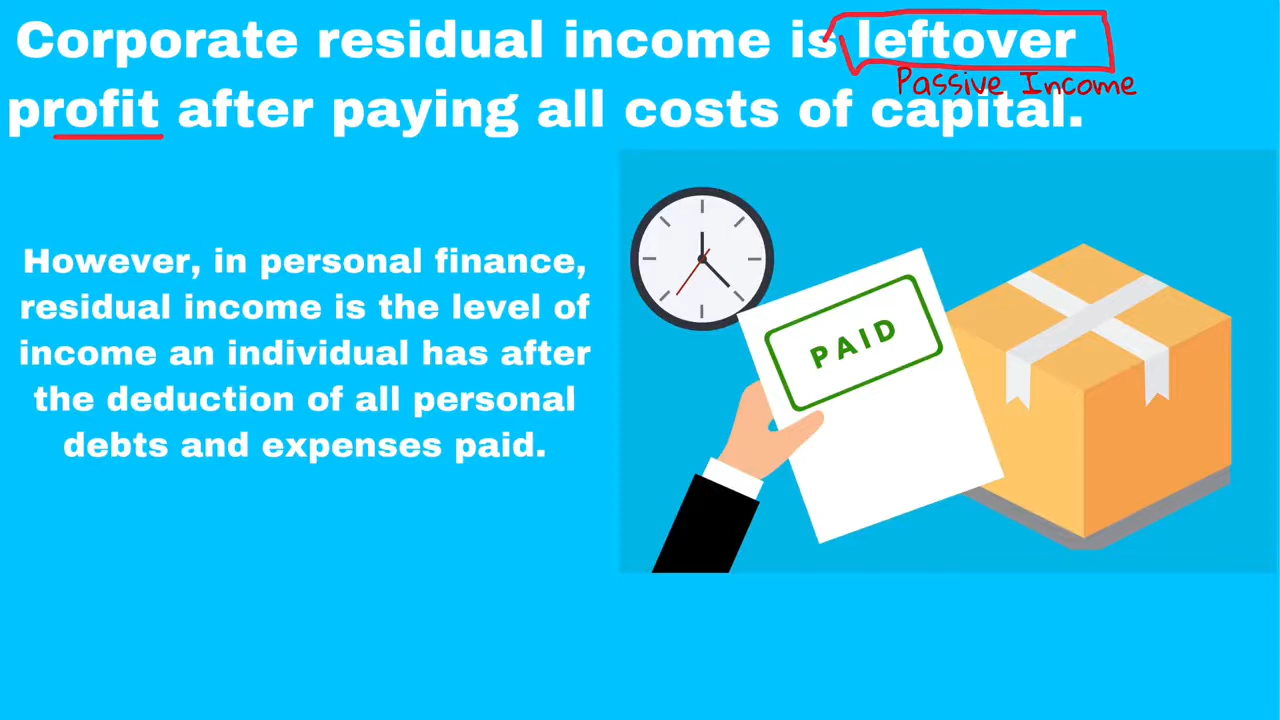 Corporate residual income is leftover
Passive Income
profit after paying all costs of capital.
However, in personal finance,
residual income is the level of
income an individual has after
the deduction of all personal
debts and expenses paid.
PAID